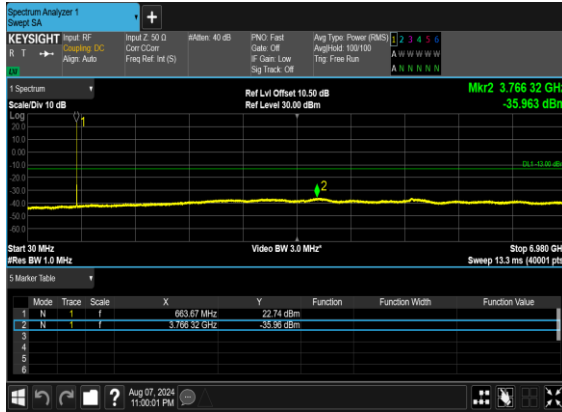 Spectrum Analyzer 1
Swept SA
+
KEYSIGHT Input: RF Input Z: 50 Ω #Atten: 40 dB PNO: Fast Avg Type: Power (RMS) 1 2 3 4 5 6
R T Coupling: DC Corr CCorr Gate: Off Avg|Hold: 100/100 A W W W W W
Align: Auto Freq Ref: Int (S) IF Gain: Low Trig: Free Run
Sig Track: Off A N N N N N
1 Spectrum Ref Lvl Offset 10.50 dB Mkr2 3.766 32 GHz
Scale/Div 10 dB Ref Level 30.00 dBm -35.963 dBm
Log
20.0
10.0
0.00
-10.0 DL1 -13.00 dBm
-20.0
-30.0
-40.0
-50.0
-60.0
1
2
Start 30 MHz Video BW 3.0 MHz* Stop 6.980 GHz
#Res BW 1.0 MHz Sweep 13.3 ms (40001 pts)
5 Marker Table
Mode Trace Scale X Y Function Function Width Function Value
1 N 1 f 663.67 MHz 22.74 dBm
2 N 1 f 3.766 32 GHz -35.96 dBm
3
4
5
6
? Aug 07, 2024
11:00:01 PM